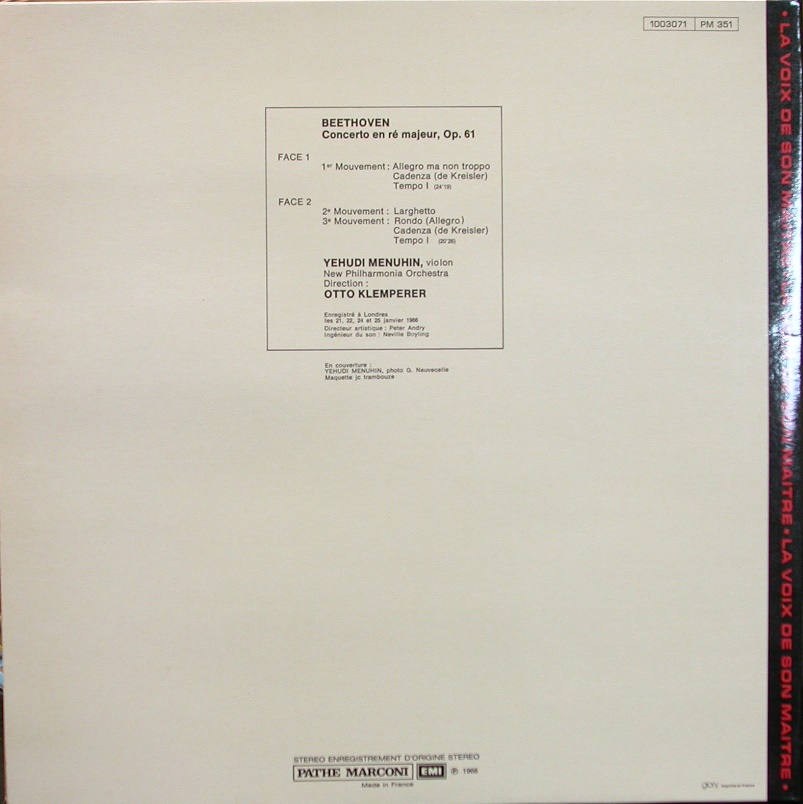 1003071 PM 351
BEETHOVEN
Concerto en ré majeur, Op. 61
FACE 1
1er Mouvement : Allegro ma non troppo
Cadenza (de Kreisler)
Tempo I (24'19)
FACE 2
2e Mouvement : Larghetto
3e Mouvement : Rondo (Allegro)
Cadenza (de Kreisler)
Tempo I (20'26)
YEHUDI MENUHIN, violon
New Philharmonia Orchestra
Direction :
OTTO KLEMPERER
Enregistré à Londres
les 21, 22, 24 et 25 janvier 1966
Directeur artistique : Peter Andry
Ingénieur du son : Neville Boyling
En couverture :
YEHUDI MENUHIN, photo G. Neuvecelle
Maquette jc trambouze
STEREO ENREGISTREMENT D'ORIGINE STEREO
PATHE MARCONI EMI ℗ 1966
Made in France
• LA VOIX DE SON MAITRE • LA VOIX DE SON MAITRE •